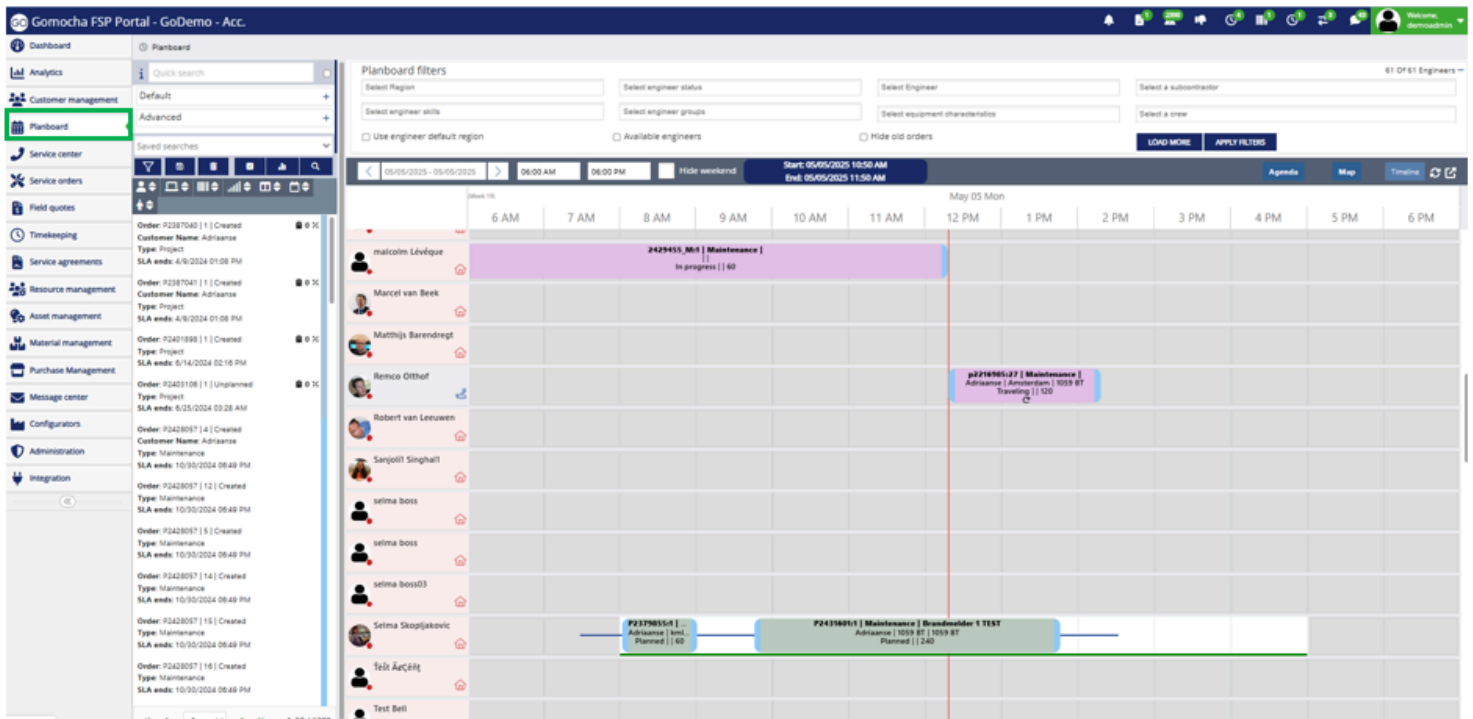 GO Gomocha FSP Portal - GoDemo - Acc.
Welcome,
demoadmin
Dashboard
Analytics
Customer management
Planboard
Service center
Service orders
Field quotes
Timekeeping
Service agreements
Resource management
Asset management
Material management
Purchase Management
Message center
Configurators
Administration
Integration
Planboard
Quick search
Default
Advanced
Saved searches
Order: P2387040 | 1 | Created
Customer Name: Adriaanse
Type: Project
SLA ends: 4/9/2024 01:08 PM
Order: P2387041 | 1 | Created
Customer Name: Adriaanse
Type: Project
SLA ends: 4/9/2024 01:08 PM
Order: P2401898 | 1 | Created
Type: Project
SLA ends: 6/14/2024 02:16 PM
Order: P2403108 | 1 | Unplanned
Type: Project
SLA ends: 6/25/2024 03:28 AM
Order: P2428057 | 4 | Created
Customer Name: Adriaanse
Type: Maintenance
SLA ends: 10/30/2024 06:49 PM
Order: P2428057 | 12 | Created
Type: Maintenance
SLA ends: 10/30/2024 06:49 PM
Order: P2428057 | 5 | Created
Type: Maintenance
SLA ends: 10/30/2024 06:49 PM
Order: P2428057 | 14 | Created
Type: Maintenance
SLA ends: 10/30/2024 06:49 PM
Order: P2428057 | 15 | Created
Type: Maintenance
SLA ends: 10/30/2024 06:49 PM
Order: P2428057 | 16 | Created
Type: Maintenance
SLA ends: 10/30/2024 06:49 PM
Planboard filters
61 Of 61 Engineers
Select Region
Select engineer status
Select Engineer
Select a subcontractor
Select engineer skills
Select engineer groups
Select equipment characteristics
Select a crew
Use engineer default region
Available engineers
Hide old orders
LOAD MORE
APPLY FILTERS
05/05/2025 - 05/05/2025
06:00 AM
06:00 PM
Hide weekend
Start: 05/05/2025 10:50 AM
End: 05/05/2025 11:50 AM
Agenda
Map
Timeline
(Week 19)
May 05 Mon
6 AM 7 AM 8 AM 9 AM 10 AM 11 AM 12 PM 1 PM 2 PM 3 PM 4 PM 5 PM 6 PM
malcolm Lévêque
2429455_M:1 | Maintenance |
||
In progress | | 60
Marcel van Beek
Matthijs Barendregt
Remco Olthof
p2216985:27 | Maintenance |
Adriaanse | Amsterdam | 1059 BT
Traveling | | 120
Robert van Leeuwen
Sanjoli1 Singhal1
selma boss
selma boss
selma boss03
Selma Skopljakovic
P2379855:1 | ...
Adriaanse | kml...
Planned | | 60
P2431601:1 | Maintenance | Brandmelder 1 TEST
Adriaanse | 1059 BT | 1059 BT
Planned | | 240
Test Bell